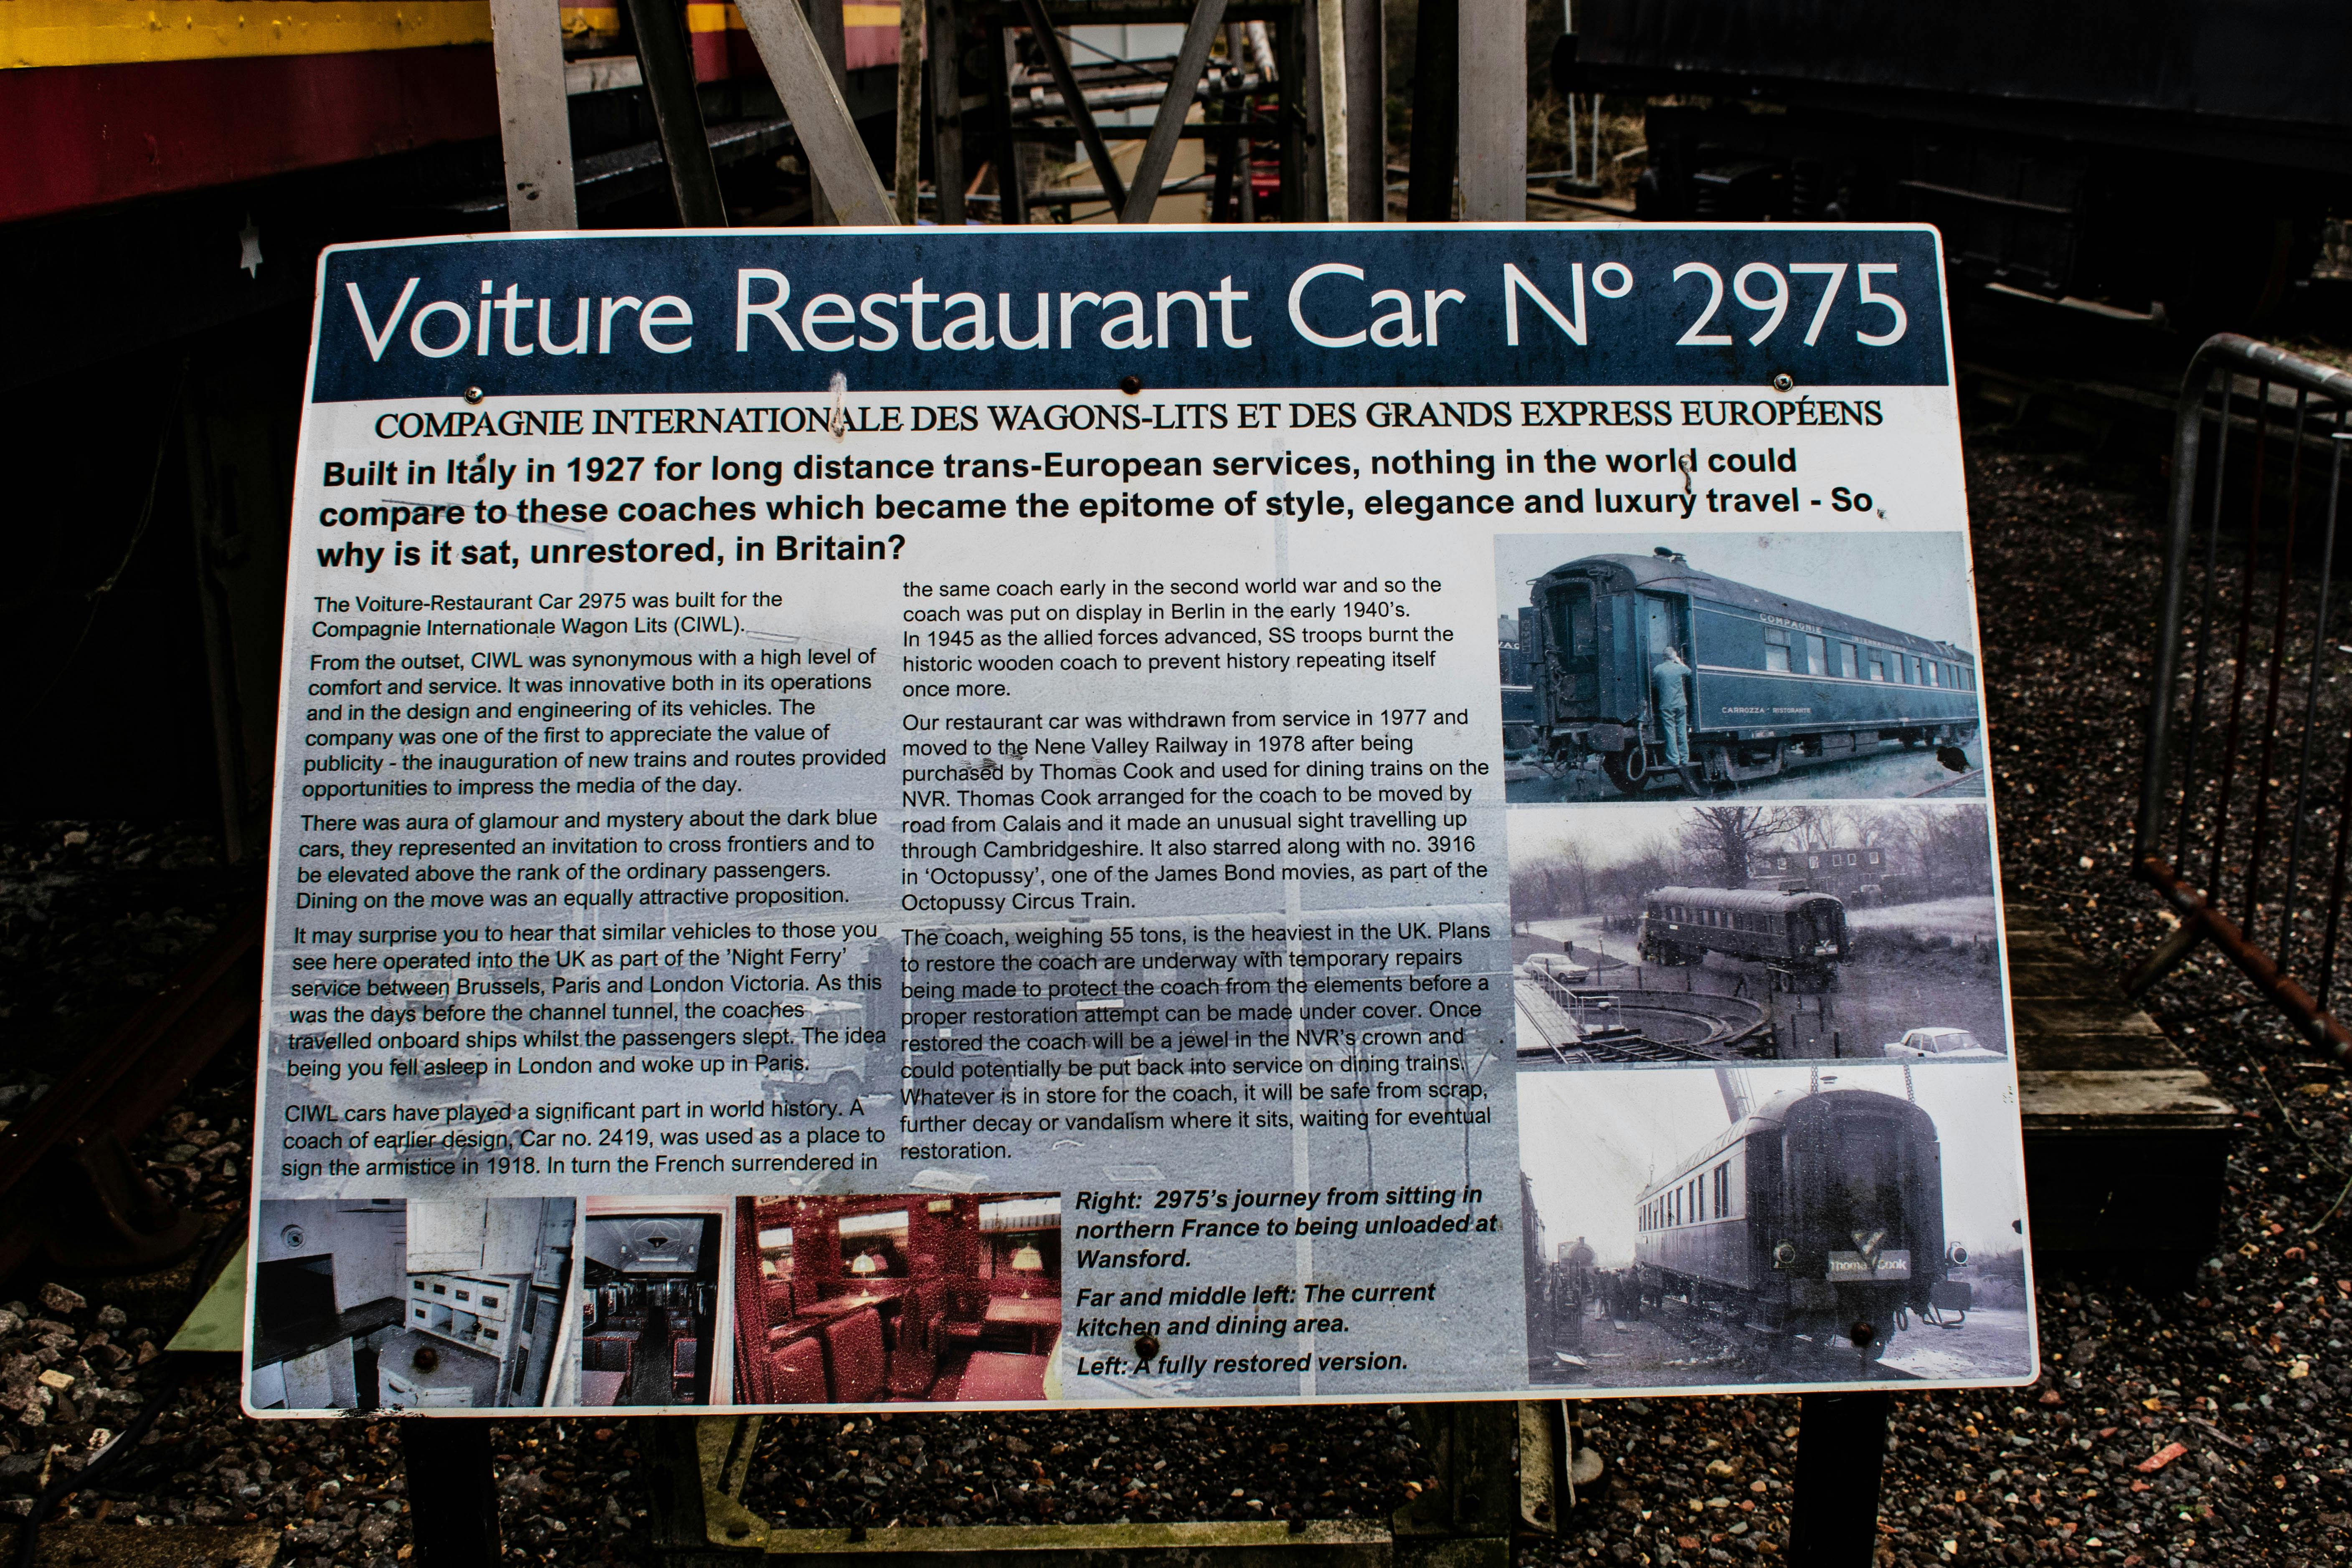 Voiture Restaurant Car Nº 2975
COMPAGNIE INTERNATIONALE DES WAGONS-LITS ET DES GRANDS EXPRESS EUROPÉENS
Built in Italy in 1927 for long distance trans-European services, nothing in the world could
compare to these coaches which became the epitome of style, elegance and luxury travel - So
why is it sat, unrestored, in Britain?
The Voiture-Restaurant Car 2975 was built for the
Compagnie Internationale Wagon Lits (CIWL).
From the outset, CIWL was synonymous with a high level of
comfort and service. It was innovative both in its operations
and in the design and engineering of its vehicles. The
company was one of the first to appreciate the value of
publicity - the inauguration of new trains and routes provided
opportunities to impress the media of the day.
There was aura of glamour and mystery about the dark blue
cars, they represented an invitation to cross frontiers and to
be elevated above the rank of the ordinary passengers.
Dining on the move was an equally attractive proposition.
It may surprise you to hear that similar vehicles to those you
see here operated into the UK as part of the 'Night Ferry'
service between Brussels, Paris and London Victoria. As this
was the days before the channel tunnel, the coaches
travelled onboard ships whilst the passengers slept. The idea
being you fell asleep in London and woke up in Paris.
CIWL cars have played a significant part in world history. A
coach of earlier design, Car no. 2419, was used as a place to
sign the armistice in 1918. In turn the French surrendered in
the same coach early in the second world war and so the
coach was put on display in Berlin in the early 1940's.
In 1945 as the allied forces advanced, SS troops burnt the
historic wooden coach to prevent history repeating itself
once more.
Our restaurant car was withdrawn from service in 1977 and
moved to the Nene Valley Railway in 1978 after being
purchased by Thomas Cook and used for dining trains on the
NVR. Thomas Cook arranged for the coach to be moved by
road from Calais and it made an unusual sight travelling up
through Cambridgeshire. It also starred along with no. 3916
in 'Octopussy', one of the James Bond movies, as part of the
Octopussy Circus Train.
The coach, weighing 55 tons, is the heaviest in the UK. Plans
to restore the coach are underway with temporary repairs
being made to protect the coach from the elements before a
proper restoration attempt can be made under cover. Once
restored the coach will be a jewel in the NVR's crown and
could potentially be put back into service on dining trains.
Whatever is in store for the coach, it will be safe from scrap,
further decay or vandalism where it sits, waiting for eventual
restoration.
Right: 2975's journey from sitting in
northern France to being unloaded at
Wansford.
Far and middle left: The current
kitchen and dining area.
Left: A fully restored version.
COMPAGNIE
CARROZZA - RISTORANTE
Thomas Cook